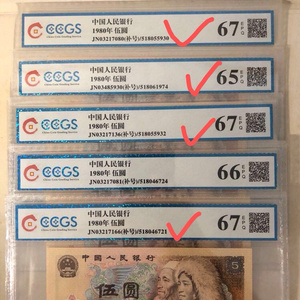 CCGS
中国人民银行
1980年 伍圆
JN03217080(补号)/518055930
67 EPQ
CCGS
中国人民银行
1980年 伍圆
JN03485930(补号)/518061974
65 EPQ
CCGS
中国人民银行
1980年 伍圆
JN03217136(补号)/518055932
67 EPQ
CCGS
中国人民银行
1980年 伍圆
JN03217081(补号)/518046724
66 EPQ
CCGS
中国人民银行
1980年 伍圆
JN03217166(补号)/518046721
67 EPQ
中国人民银行
伍圆
5